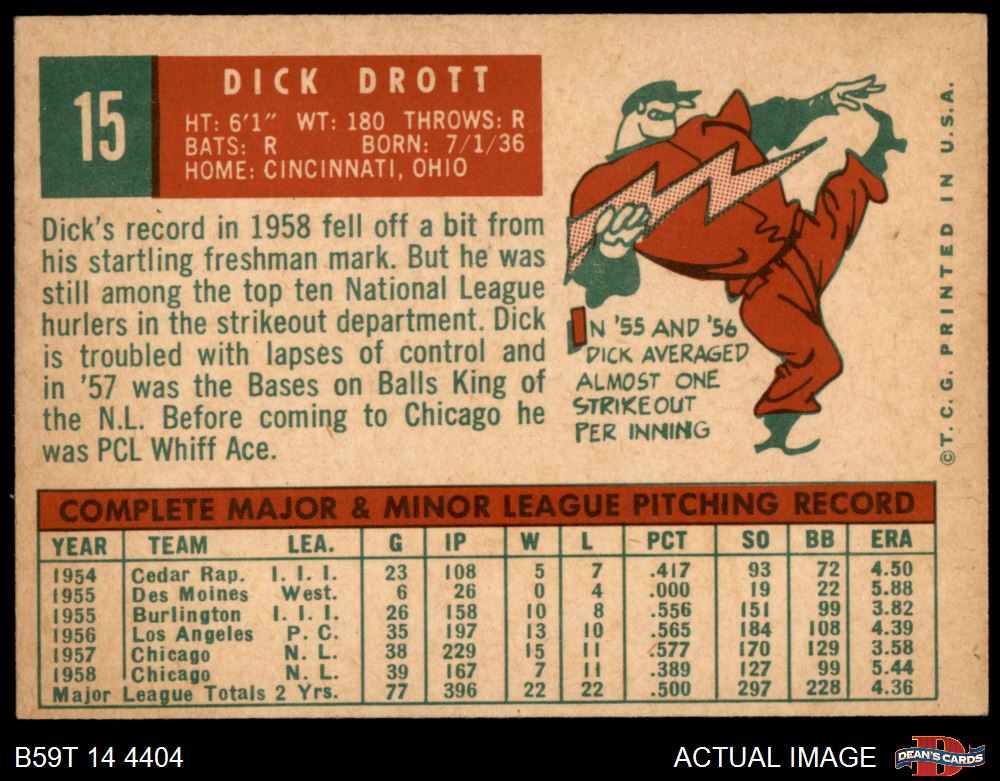 15
DICK DROTT
HT: 6'1" WT: 180 THROWS: R
BATS: R BORN: 7/1/36
HOME: CINCINNATI, OHIO
Dick's record in 1958 fell off a bit from
his startling freshman mark. But he was
still among the top ten National League
hurlers in the strikeout department. Dick
is troubled with lapses of control and
in '57 was the Bases on Balls King of
the N.L. Before coming to Chicago he
was PCL Whiff Ace.
IN '55 AND '56
DICK AVERAGED
ALMOST ONE
STRIKEOUT
PER INNING
©T. C. G. PRINTED IN U.S.A.
COMPLETE MAJOR & MINOR LEAGUE PITCHING RECORD
YEAR TEAM LEA. G IP W L PCT SO BB ERA
1954 Cedar Rap. I. I. I. 23 108 5 7 .417 93 72 4.50
1955 Des Moines West. 6 26 0 4 .000 19 22 5.88
1955 Burlington I. I. I. 26 158 10 8 .556 151 99 3.82
1956 Los Angeles P. C. 35 197 13 10 .565 184 108 4.39
1957 Chicago N. L. 38 229 15 11 .577 170 129 3.58
1958 Chicago N. L. 39 167 7 11 .389 127 99 5.44
Major League Totals 2 Yrs. 77 396 22 22 .500 297 228 4.36
B59T 14 4404
ACTUAL IMAGE
D
DEAN'S CARDS